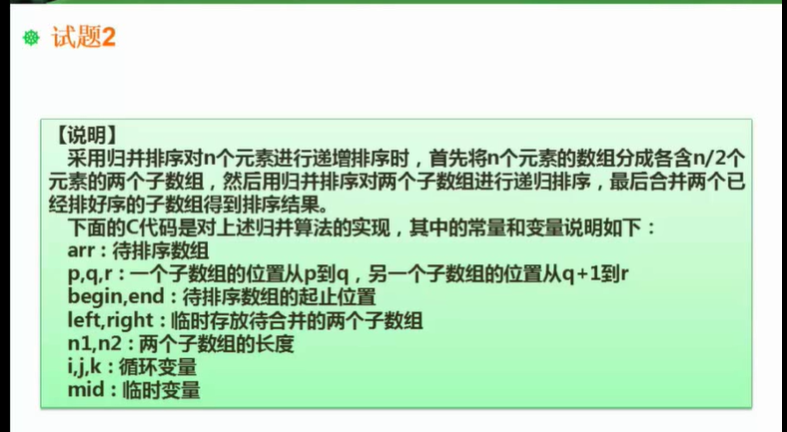 试题2
【说明】
采用归并排序对n个元素进行递增排序时，首先将n个元素的数组分成各含n/2个
元素的两个子数组，然后用归并排序对两个子数组进行递归排序，最后合并两个已
经排好序的子数组得到排序结果。
下面的C代码是对上述归并算法的实现，其中的常量和变量说明如下：
arr：待排序数组
p,q,r：一个子数组的位置从p到q，另一个子数组的位置从q+1到r
begin,end：待排序数组的起止位置
left,right：临时存放待合并的两个子数组
n1,n2：两个子数组的长度
i,j,k：循环变量
mid：临时变量